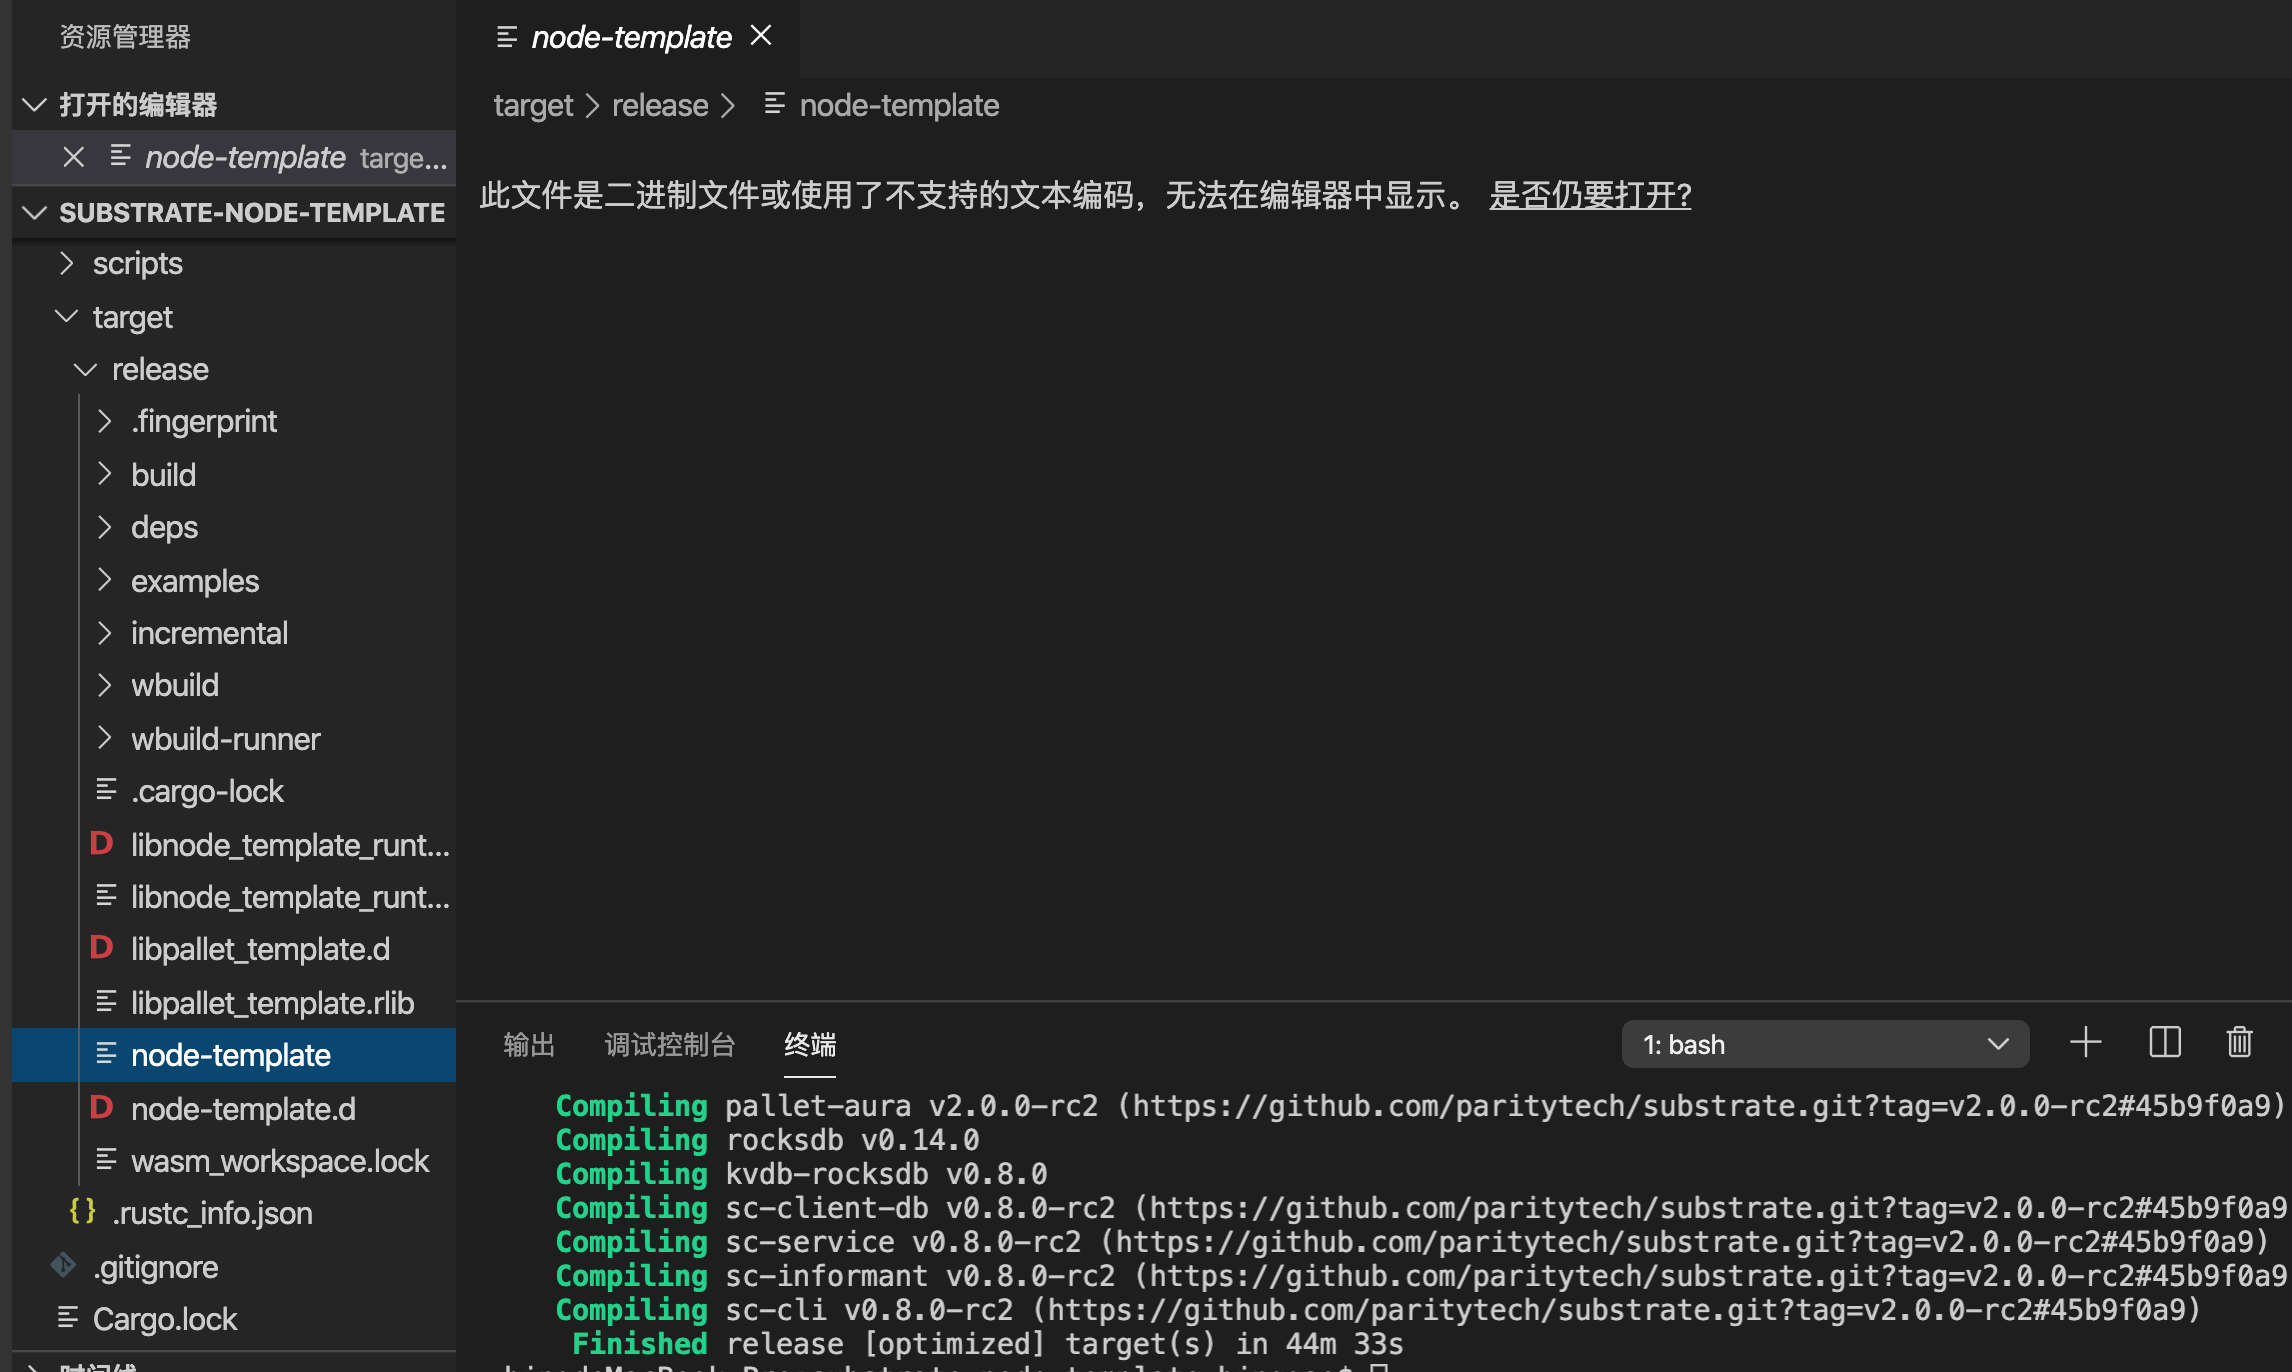 资源管理器
打开的编辑器
node-template targe...
SUBSTRATE-NODE-TEMPLATE
scripts
target
release
.fingerprint
build
deps
examples
incremental
wbuild
wbuild-runner
.cargo-lock
D libnode_template_runt...
libnode_template_runt...
D libpallet_template.d
libpallet_template.rlib
node-template
D node-template.d
wasm_workspace.lock
{} .rustc_info.json
.gitignore
Cargo.lock
时间线
node-template
target > release > node-template
此文件是二进制文件或使用了不支持的文本编码，无法在编辑器中显示。 是否仍要打开?
输出 调试控制台 终端 1: bash
Compiling pallet-aura v2.0.0-rc2 (https://github.com/paritytech/substrate.git?tag=v2.0.0-rc2#45b9f0a9)
Compiling rocksdb v0.14.0
Compiling kvdb-rocksdb v0.8.0
Compiling sc-client-db v0.8.0-rc2 (https://github.com/paritytech/substrate.git?tag=v2.0.0-rc2#45b9f0a9
Compiling sc-service v0.8.0-rc2 (https://github.com/paritytech/substrate.git?tag=v2.0.0-rc2#45b9f0a9)
Compiling sc-informant v0.8.0-rc2 (https://github.com/paritytech/substrate.git?tag=v2.0.0-rc2#45b9f0a9
Compiling sc-cli v0.8.0-rc2 (https://github.com/paritytech/substrate.git?tag=v2.0.0-rc2#45b9f0a9)
Finished release [optimized] target(s) in 44m 33s